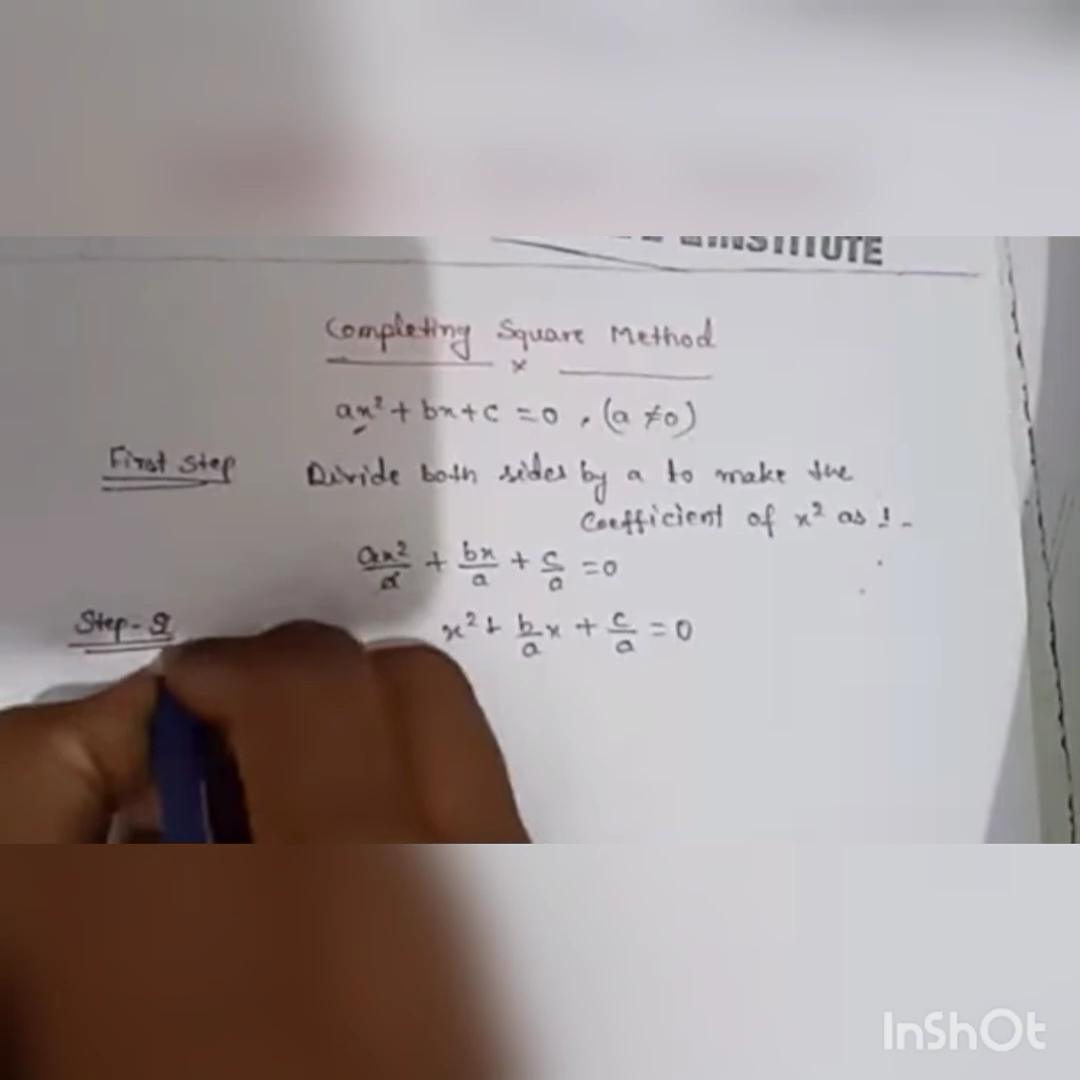 INSTITUTE
Completing Square Method
×
ax² + bx + c = 0 , (a ≠ 0)
First Step Divide both sides by a to make the
Coefficient of x² as 1.
ax²/a + bx/a + c/a = 0
Step - 2 x² + b/a x + c/a = 0
InShOt